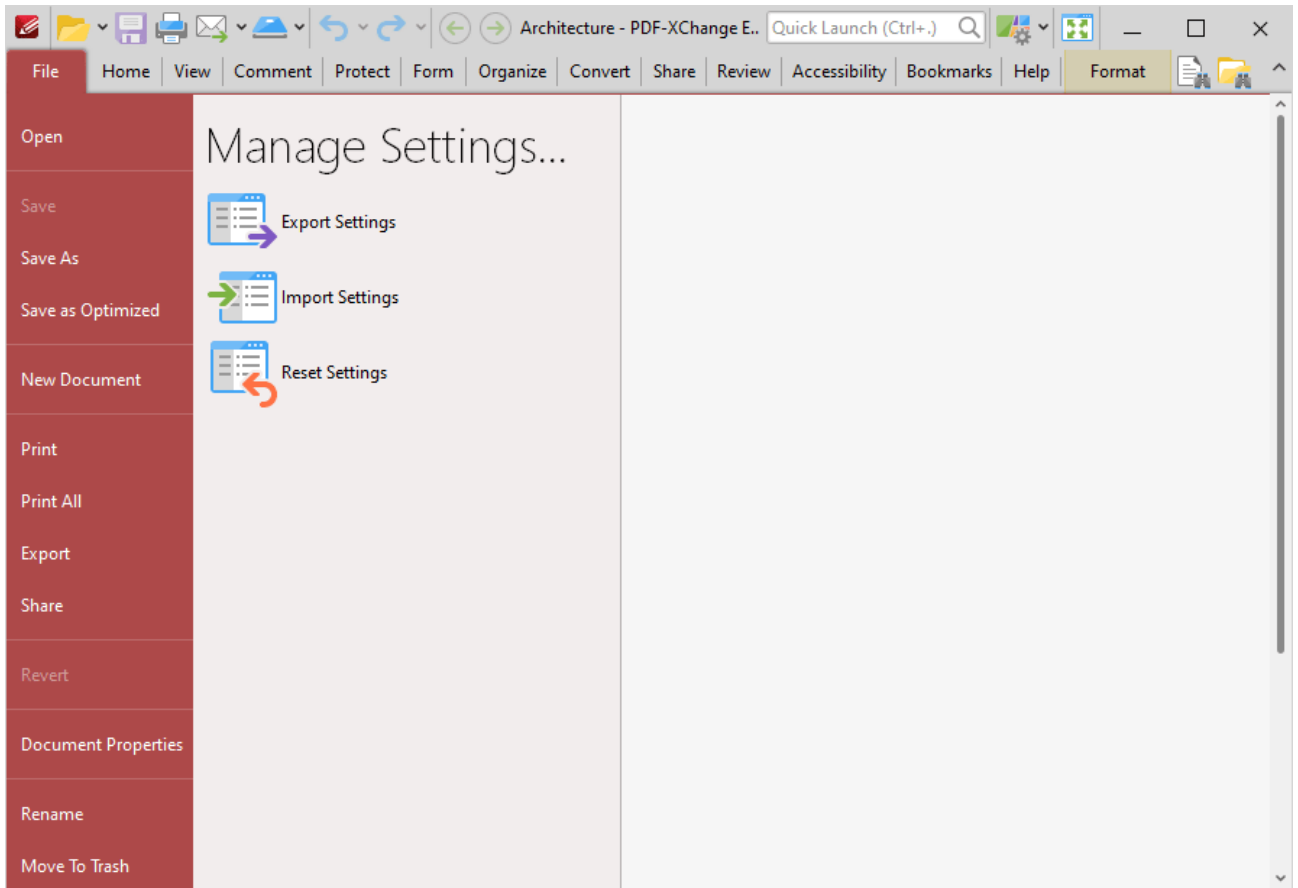 Architecture - PDF-XChange E.. Quick Launch (Ctrl+.)
File Home View Comment Protect Form Organize Convert Share Review Accessibility Bookmarks Help Format
Open
Save
Save As
Save as Optimized
New Document
Print
Print All
Export
Share
Revert
Document Properties
Rename
Move To Trash
Manage Settings...
Export Settings
Import Settings
Reset Settings